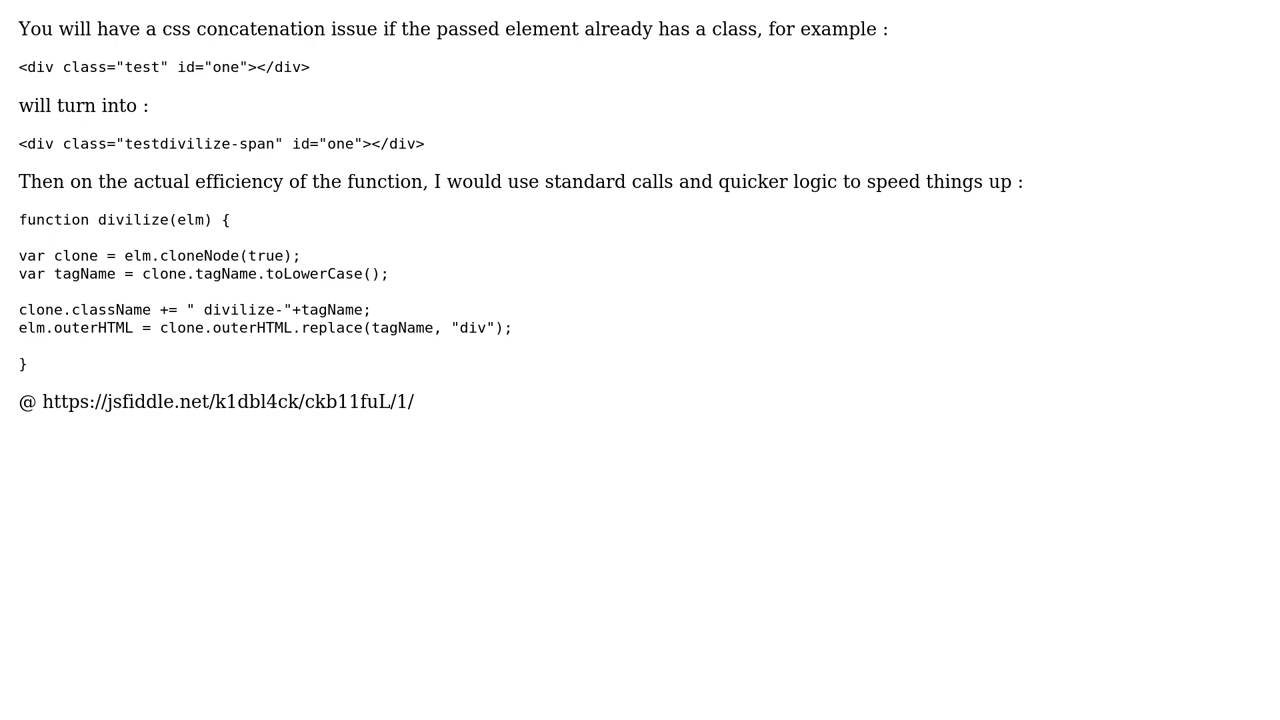 You will have a css concatenation issue if the passed element already has a class, for example :
<div class="test" id="one"></div>
will turn into :
<div class="testdivilize-span" id="one"></div>
Then on the actual efficiency of the function, I would use standard calls and quicker logic to speed things up :
function divilize(elm) {
var clone = elm.cloneNode(true);
var tagName = clone.tagName.toLowerCase();
clone.className += " divilize-"+tagName;
elm.outerHTML = clone.outerHTML.replace(tagName, "div");
}
@ https://jsfiddle.net/k1dbl4ck/ckb11fuL/1/